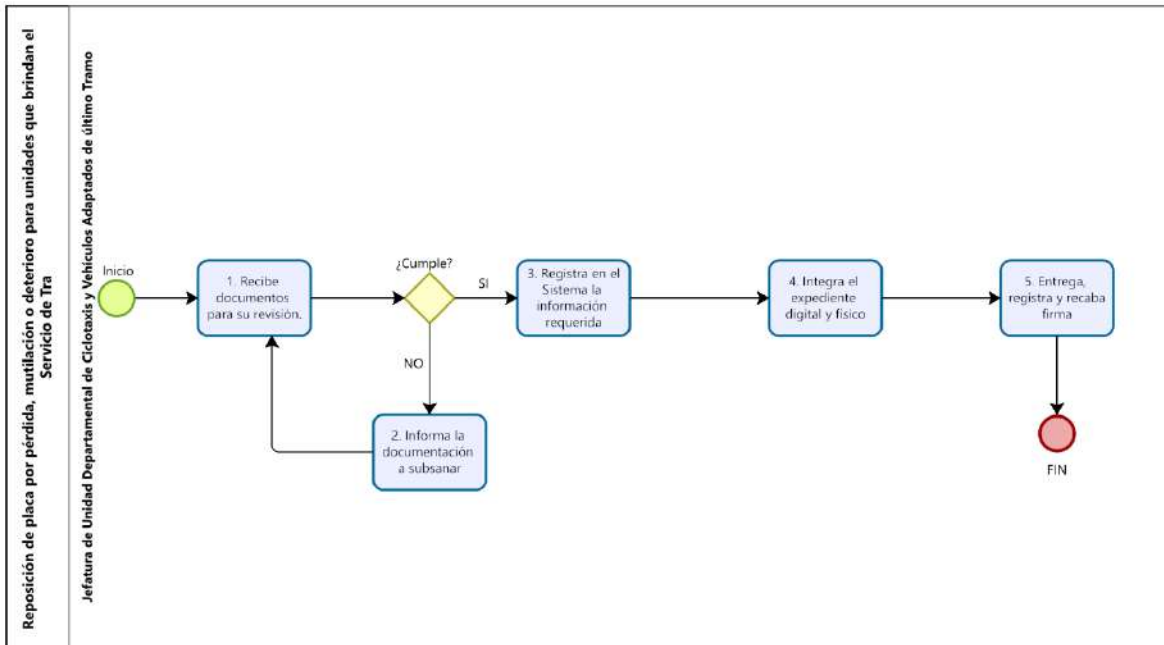 Reposición de placa por pérdida, mutilación o deterioro para unidades que brindan el
Servicio de Tra
Jefatura de Unidad Departamental de Ciclotaxis y Vehículos Adaptados de último Tramo
Inicio
1. Recibe
documentos
para su revisión.
¿Cumple?
SI
NO
2. Informa la
documentación
a subsanar
3. Registra en el
Sistema la
información
requerida
4. Integra el
expediente
digital y físico
5. Entrega,
registra y recaba
firma
FIN